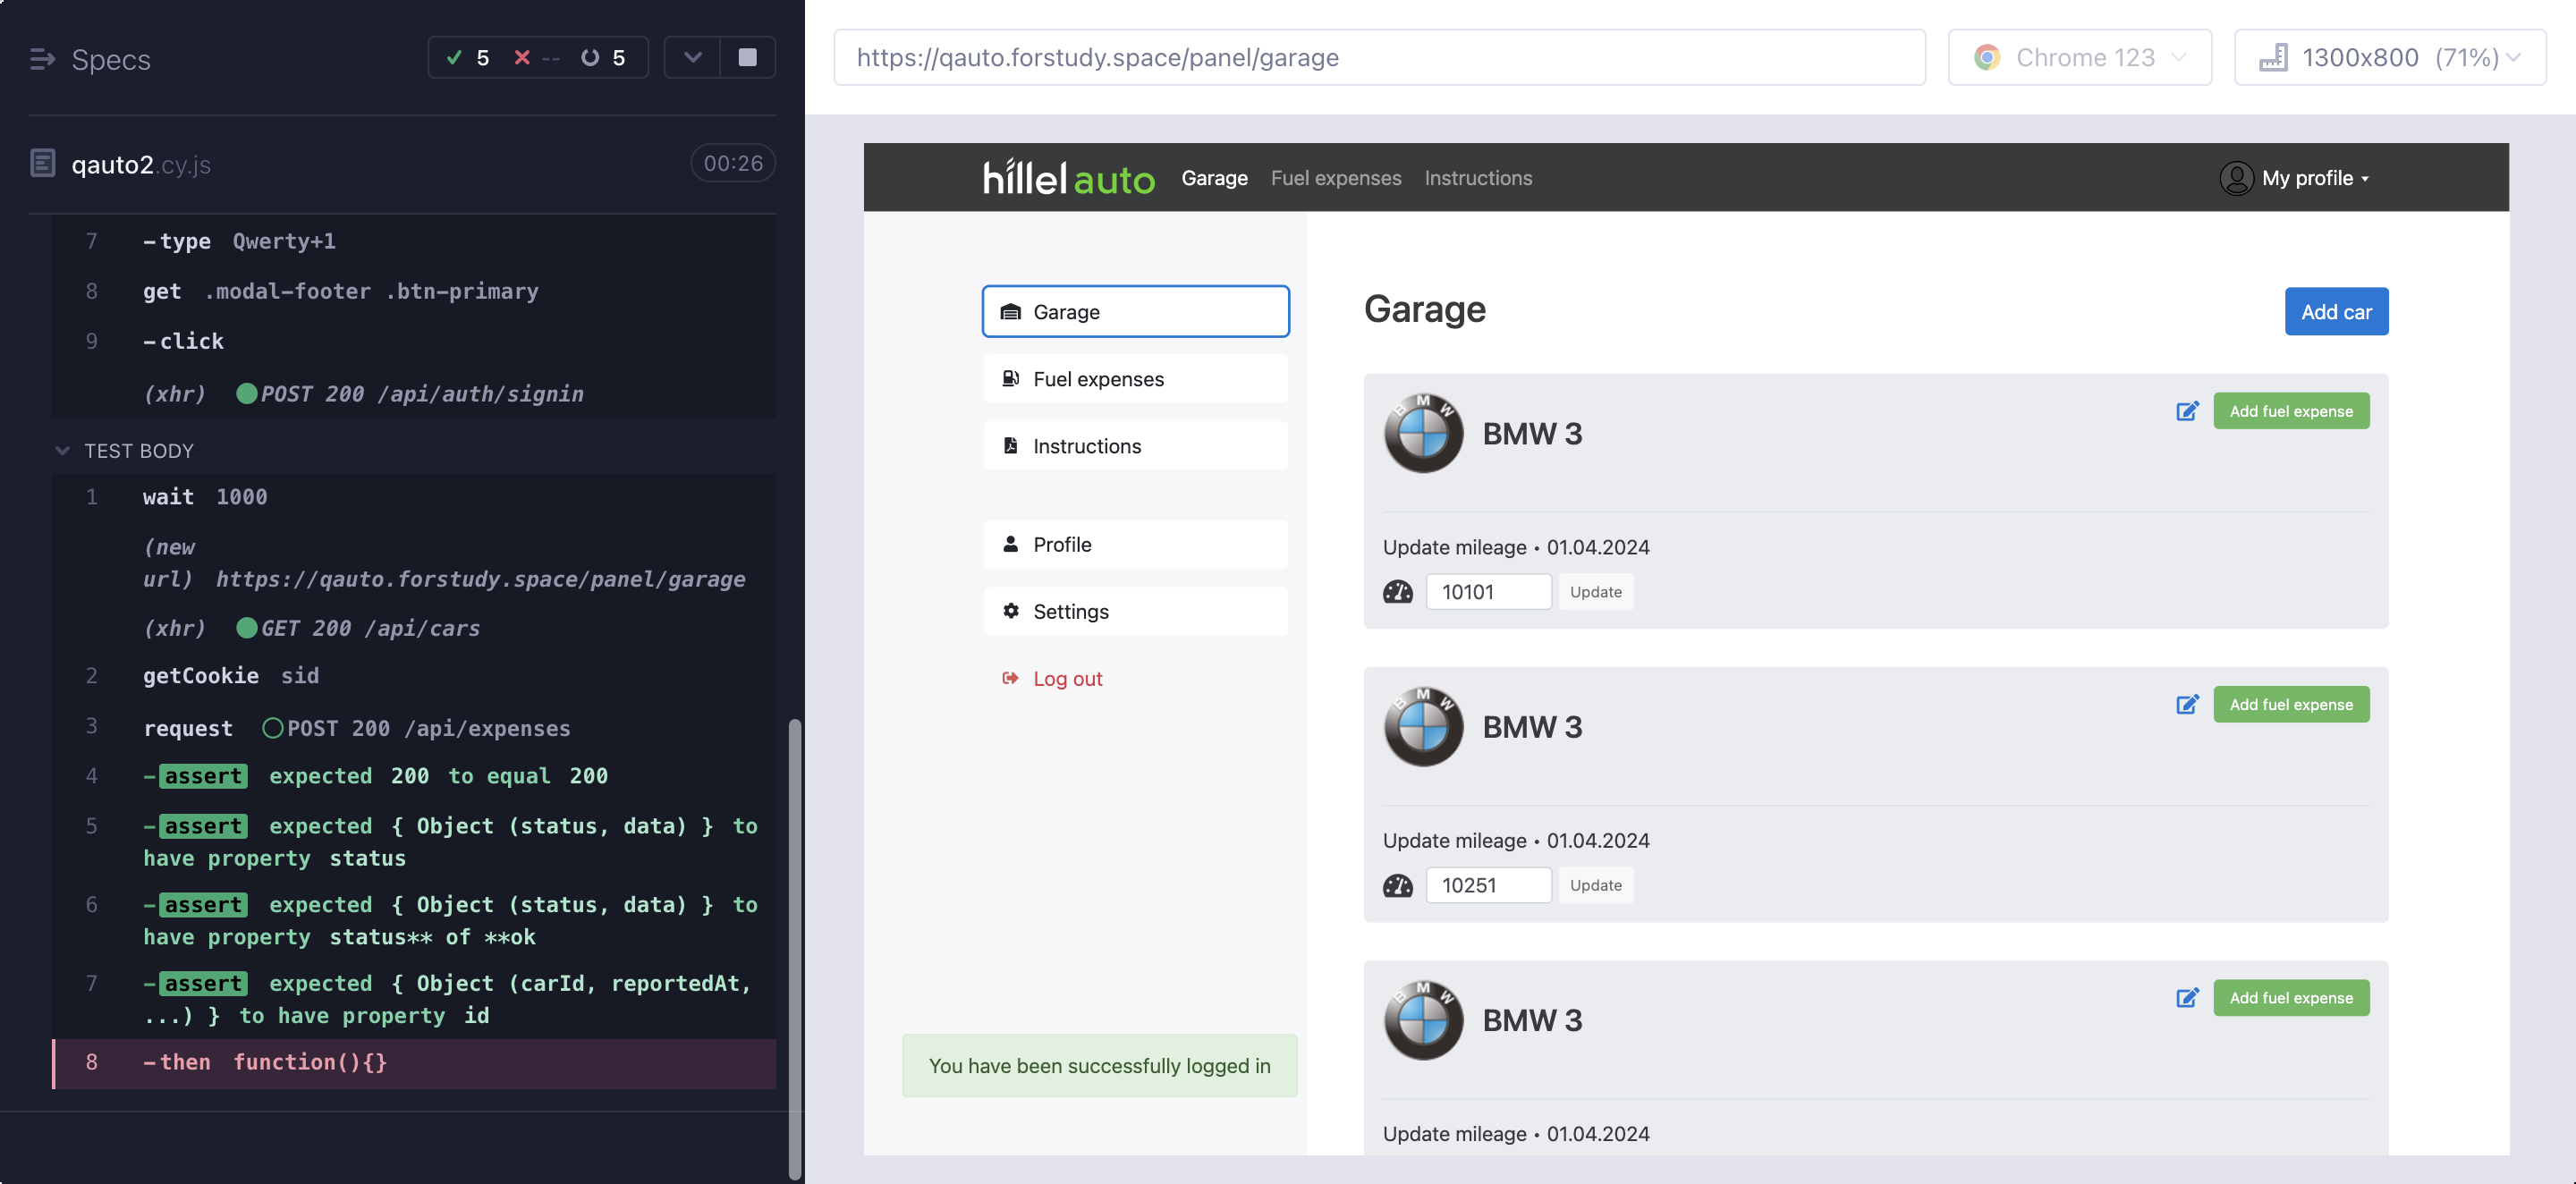 Specs
5 -- 5
qauto2.cy.js 00:26
7 -type Qwerty+1
8 get .modal-footer .btn-primary
9 -click
(xhr) POST 200 /api/auth/signin
TEST BODY
1 wait 1000
(new
url) https://qauto.forstudy.space/panel/garage
(xhr) GET 200 /api/cars
2 getCookie sid
3 request POST 200 /api/expenses
4 -assert expected 200 to equal 200
5 -assert expected { Object (status, data) } to
have property status
6 -assert expected { Object (status, data) } to
have property status** of **ok
7 -assert expected { Object (carId, reportedAt,
...) } to have property id
8 -then function(){}
https://qauto.forstudy.space/panel/garage
Chrome 123
1300x800 (71%)
hillel auto Garage Fuel expenses Instructions My profile
Garage
Fuel expenses
Instructions
Profile
Settings
Log out
You have been successfully logged in
Garage Add car
BMW
BMW 3 Add fuel expense
Update mileage • 01.04.2024
10101 Update
BMW
BMW 3 Add fuel expense
Update mileage • 01.04.2024
10251 Update
BMW
BMW 3 Add fuel expense
Update mileage • 01.04.2024